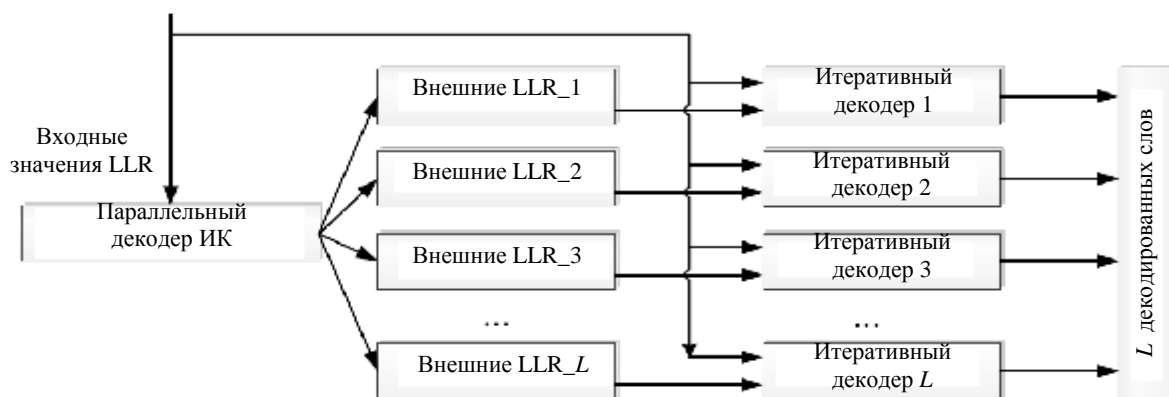 Входные
значения LLR
Параллельный
декодер ИК
Внешние LLR_1
Внешние LLR_2
Внешние LLR_3
...
Внешние LLR_L
Итеративный
декодер 1
Итеративный
декодер 2
Итеративный
декодер 3
...
Итеративный
декодер L
L декодированных слов